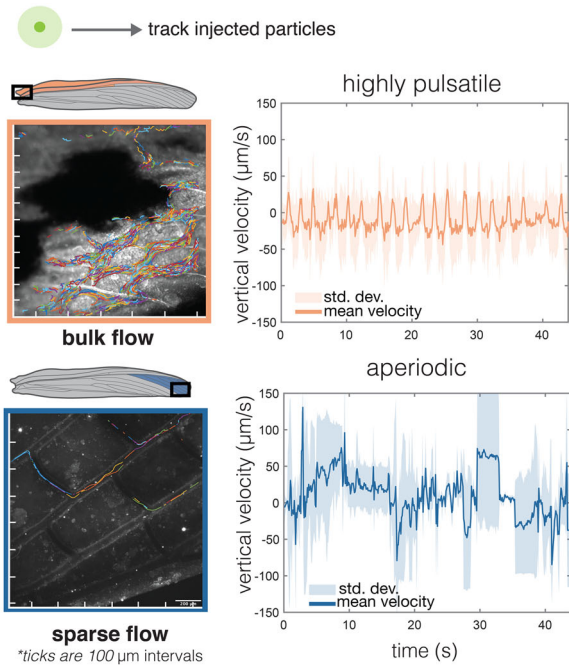 track injected particles
highly pulsatile
vertical velocity (µm/s)
150
100
50
0
-50
-100
-150
std. dev.
mean velocity
0
10
20
30
40
bulk flow
aperiodic
vertical velocity (µm/s)
150
100
50
0
-50
-100
-150
std. dev.
mean velocity
0
10
20
30
40
time (s)
200 µm
sparse flow
*ticks are 100 µm intervals